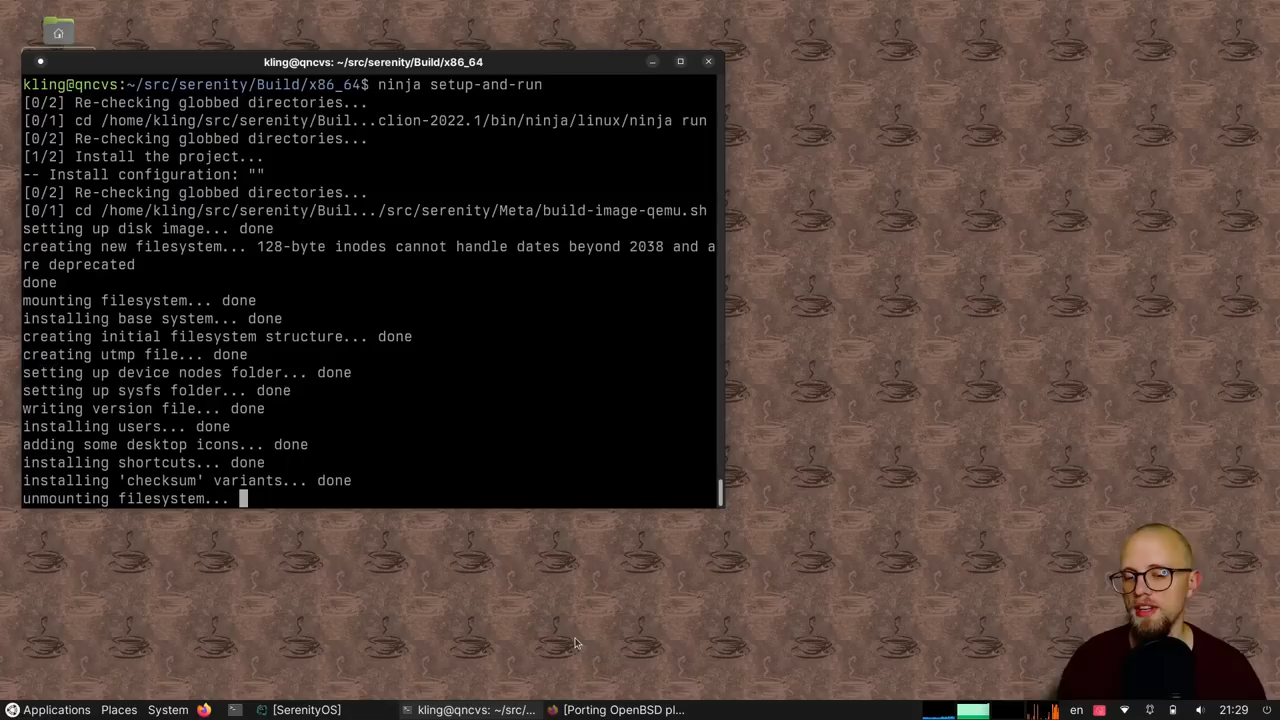 kling@qncvs: ~/src/serenity/Build/x86_64
kling@qncvs:~/src/serenity/Build/x86_64$ ninja setup-and-run
[0/2] Re-checking globbed directories...
[0/1] cd /home/kling/src/serenity/Buil...clion-2022.1/bin/ninja/linux/ninja run
[0/2] Re-checking globbed directories...
[1/2] Install the project...
-- Install configuration: ""
[0/2] Re-checking globbed directories...
[0/1] cd /home/kling/src/serenity/Buil.../src/serenity/Meta/build-image-qemu.sh
setting up disk image... done
creating new filesystem... 128-byte inodes cannot handle dates beyond 2038 and a
re deprecated
done
mounting filesystem... done
installing base system... done
creating initial filesystem structure... done
creating utmp file... done
setting up device nodes folder... done
setting up sysfs folder... done
writing version file... done
installing users... done
adding some desktop icons... done
installing shortcuts... done
installing 'checksum' variants... done
unmounting filesystem...
Applications Places System [SerenityOS] kling@qncvs: ~/src/... [Porting OpenBSD pl... en 21:29